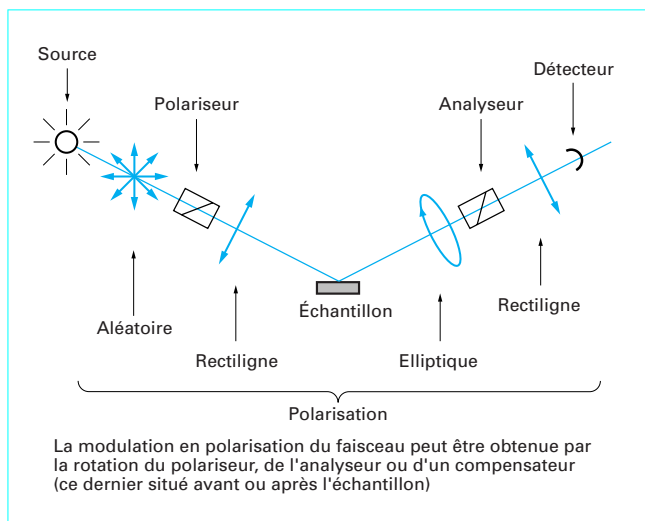 Source
Détecteur
Polariseur
Analyseur
Échantillon
Aléatoire
Rectiligne
Rectiligne
Elliptique
Polarisation
La modulation en polarisation du faisceau peut être obtenue par
la rotation du polariseur, de l'analyseur ou d'un compensateur
(ce dernier situé avant ou après l'échantillon)